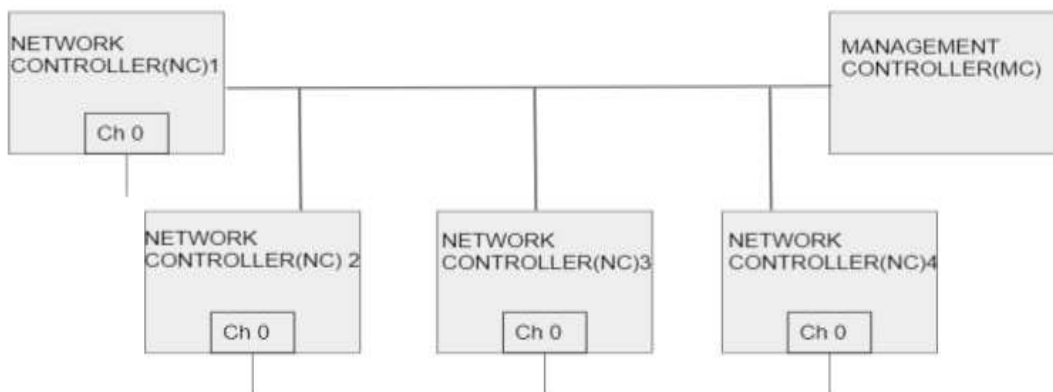 NETWORK
CONTROLLER(NC)1
Ch 0
MANAGEMENT
CONTROLLER(MC)
NETWORK
CONTROLLER(NC) 2
Ch 0
NETWORK
CONTROLLER(NC)3
Ch 0
NETWORK
CONTROLLER(NC)4
Ch 0